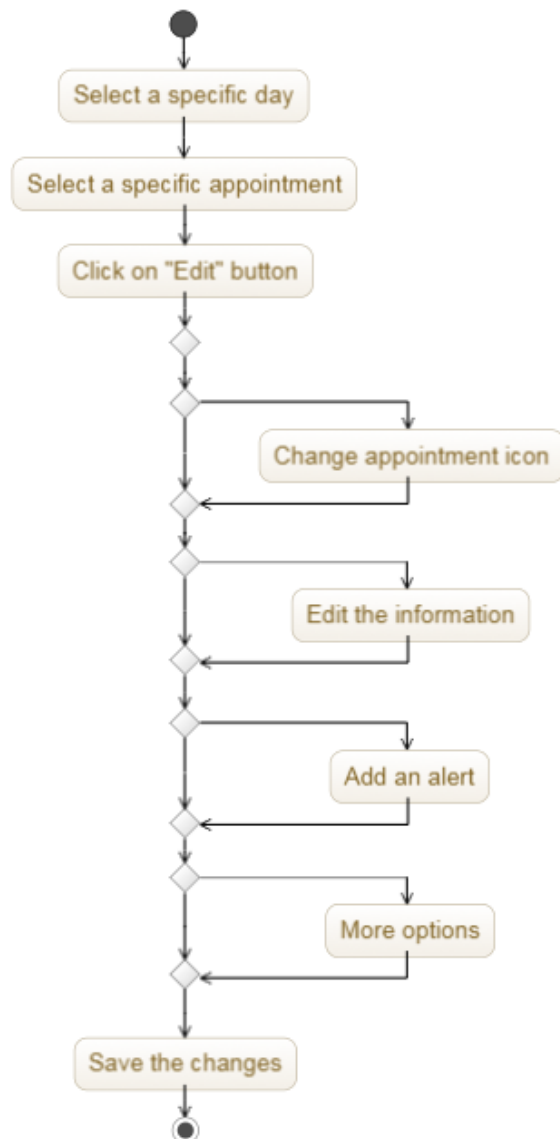 Select a specific day
Select a specific appointment
Click on "Edit" button
Change appointment icon
Edit the information
Add an alert
More options
Save the changes